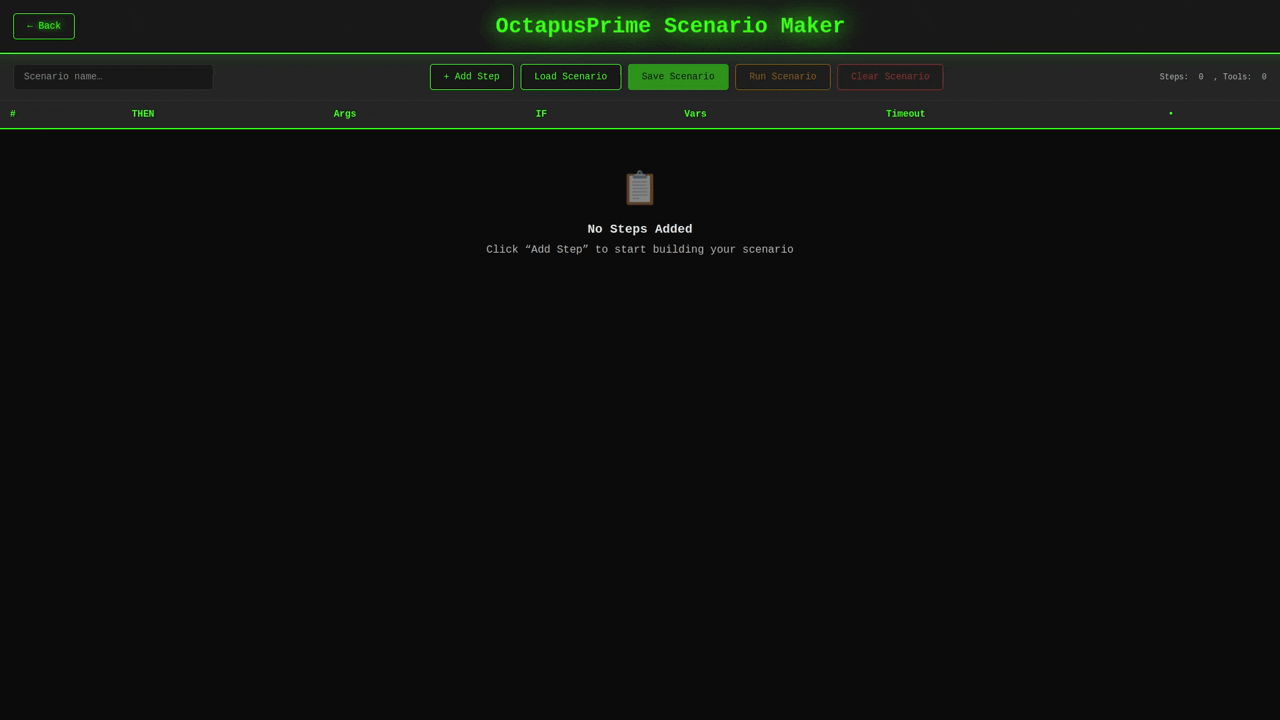 ← Back
OctapusPrime Scenario Maker
Scenario name…
+ Add Step
Load Scenario
Save Scenario
Run Scenario
Clear Scenario
Steps: 0 , Tools: 0
# THEN Args IF Vars Timeout •
No Steps Added
Click “Add Step” to start building your scenario